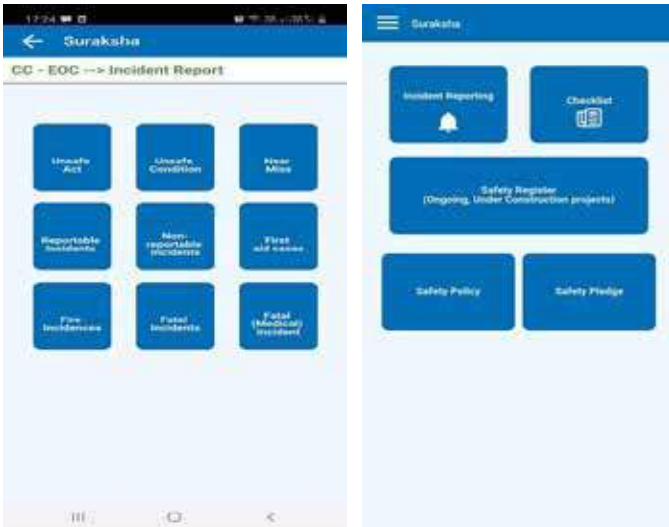 17:24
Suraksha
CC - EOC --> Incident Report
Unsafe
Act
Unsafe
Condition
Near
Miss
Reportable
Incidents
Non-
reportable
incidents
First
aid cases
Fire
Incidences
Fatal
Incidents
Fatal
(Medical)
Incident
Suraksha
Incident Reporting
Checklist
Safety Register
(Ongoing, Under Construction projects)
Safety Policy
Safety Pledge